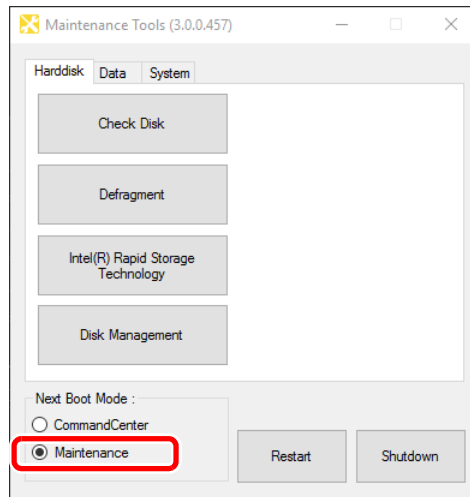 Maintenance Tools (3.0.0.457)
Harddisk Data System
Check Disk
Defragment
Intel(R) Rapid Storage
Technology
Disk Management
Next Boot Mode :
CommandCenter
Maintenance
Restart Shutdown